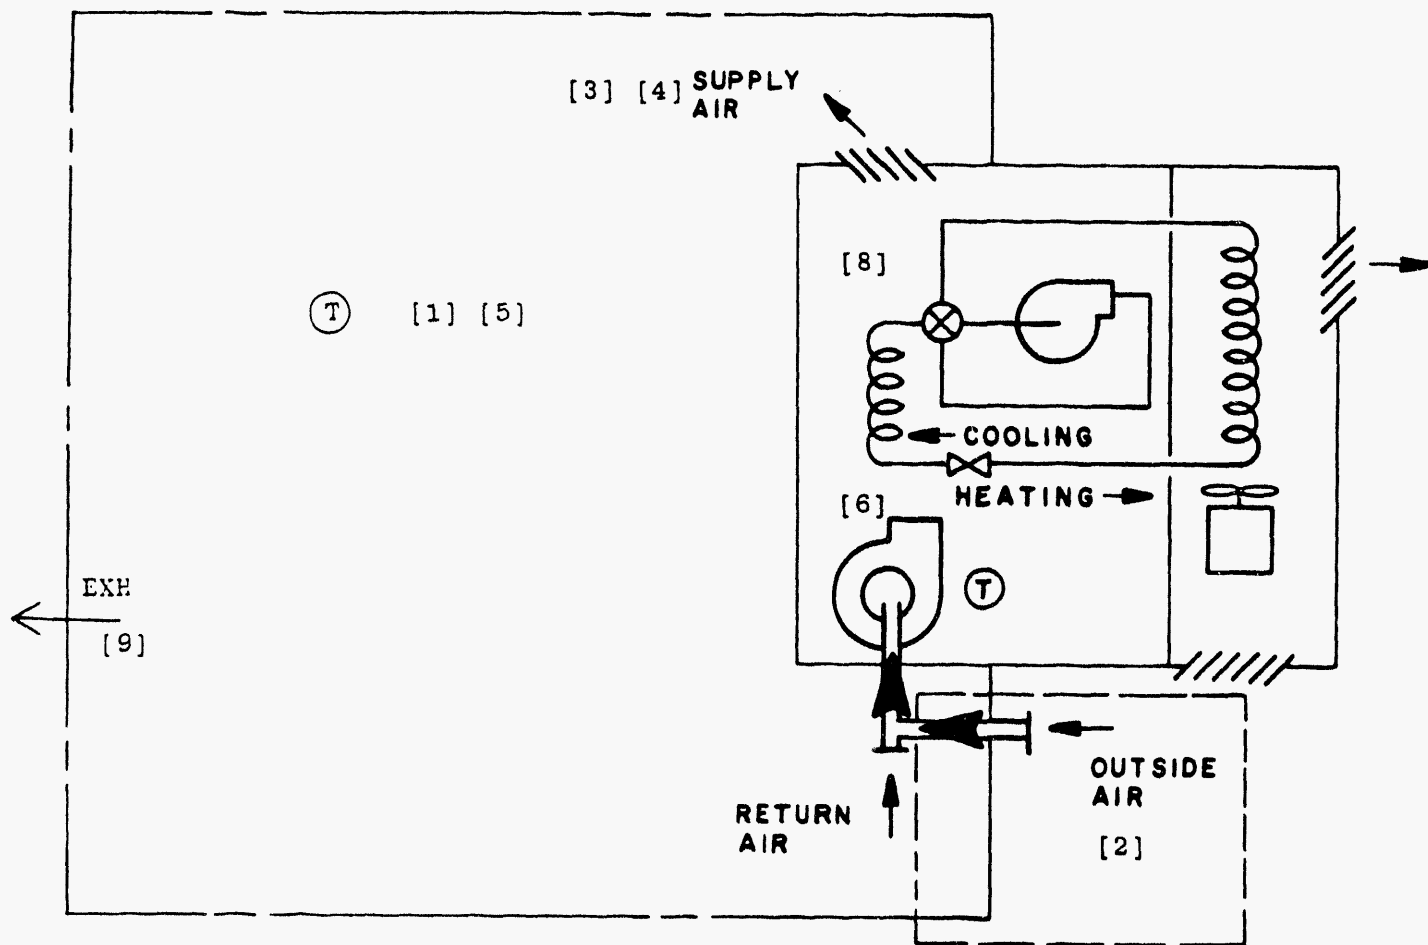 [3] [4] SUPPLY
AIR
[8]
T [1] [5]
COOLING
HEATING
[6]
T
EXH
[9]
OUTSIDE
AIR
RETURN
AIR
[2]